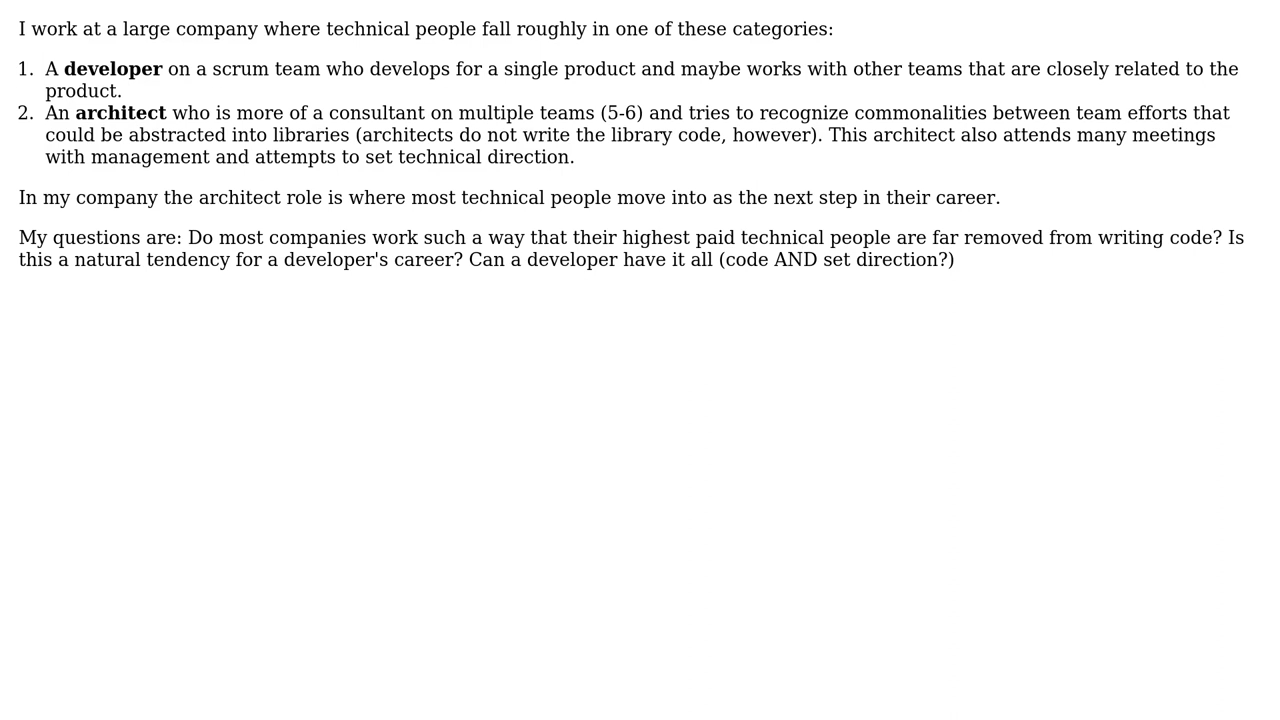 I work at a large company where technical people fall roughly in one of these categories:
1. A developer on a scrum team who develops for a single product and maybe works with other teams that are closely related to the
product.
2. An architect who is more of a consultant on multiple teams (5-6) and tries to recognize commonalities between team efforts that
could be abstracted into libraries (architects do not write the library code, however). This architect also attends many meetings
with management and attempts to set technical direction.
In my company the architect role is where most technical people move into as the next step in their career.
My questions are: Do most companies work such a way that their highest paid technical people are far removed from writing code? Is
this a natural tendency for a developer's career? Can a developer have it all (code AND set direction?)